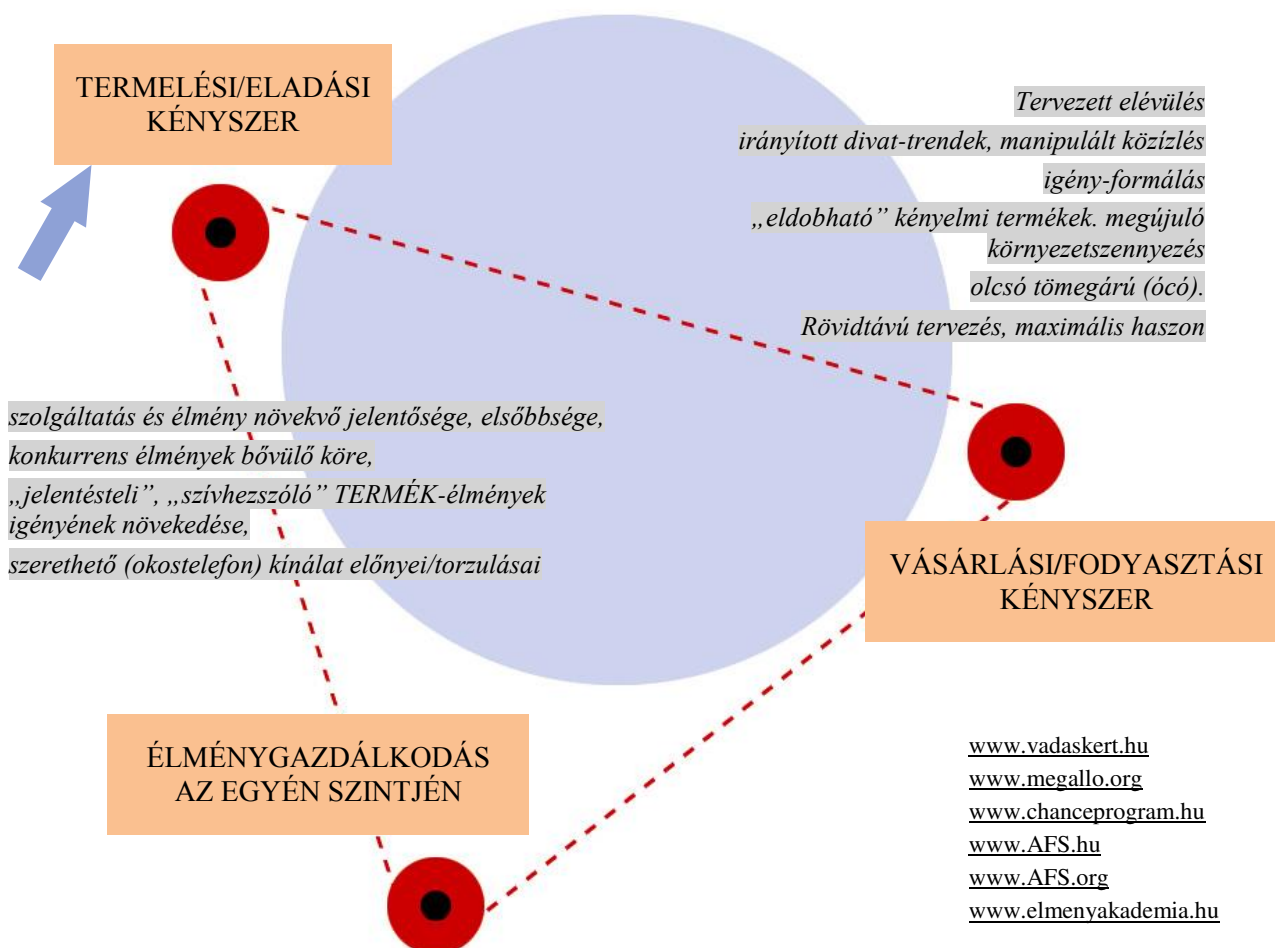 TERMELÉSI/ELADÁSI
KÉNYSZER
Tervezett elévülés
irányított divat-trendek, manipulált közízlés
igény-formálás
„eldobható” kényelmi termékek. megújuló
környezetszennyezés
olcsó tömegárú (ócó).
Rövidtávú tervezés, maximális haszon
szolgáltatás és élmény növekvő jelentősége, elsőbbsége,
konkurrens élmények bővülő köre,
„jelentésteli”, „szívhezszóló” TERMÉK-élmények
igényének növekedése,
szerethető (okostelefon) kínálat előnyei/torzulásai
VÁSÁRLÁSI/FODYASZTÁSI
KÉNYSZER
ÉLMÉNYGAZDÁLKODÁS
AZ EGYÉN SZINTJÉN
www.vadaskert.hu
www.megallo.org
www.chanceprogram.hu
www.AFS.hu
www.AFS.org
www.elmenyakademia.hu